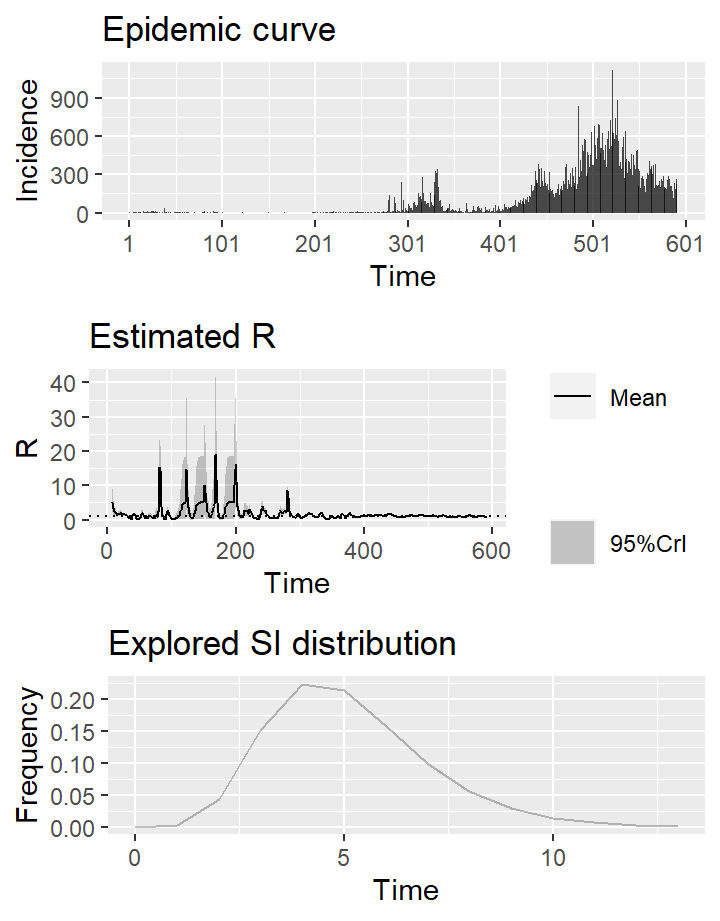 Epidemic curve
Incidence
900
600
300
0
1 101 201 301 401 501 601
Time
Estimated R
R
40
30
20
10
0
0 200 400 600
Time
Mean
95%CrI
Explored SI distribution
Frequency
0.20
0.15
0.10
0.05
0.00
0 5 10
Time